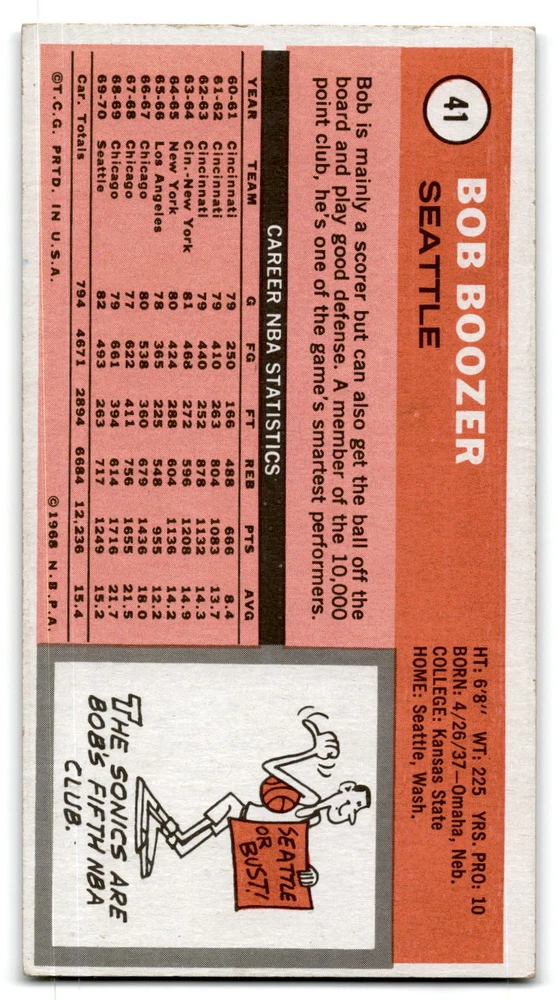 41
BOB BOOZER
SEATTLE
HT: 6'8" WT: 225 YRS. PRO: 10
BORN: 4/26/37—Omaha, Neb.
COLLEGE: Kansas State
HOME: Seattle, Wash.
Bob is mainly a scorer but can also get the ball off the
board and play good defense. A member of the 10,000
point club, he's one of the game's smartest performers.
CAREER NBA STATISTICS
YEAR TEAM G FG FT REB PTS AVG
60-61 Cincinnati 79 250 166 488 666 8.4
61-62 Cincinnati 79 410 263 804 1083 13.7
62-63 Cincinnati 79 440 252 878 1132 14.3
63-64 Cin.-New York 81 468 272 596 1208 14.9
64-65 New York 80 424 288 604 1136 14.2
65-66 Los Angeles 78 365 225 548 955 12.2
66-67 Chicago 80 538 360 679 1436 18.0
67-68 Chicago 77 622 411 756 1655 21.5
68-69 Chicago 79 661 394 614 1716 21.7
69-70 Seattle 82 493 263 717 1249 15.2
Car. Totals 794 4671 2894 6684 12,236 15.4
©T.C.G. PRTD. IN U.S.A. ©1968 N.B.P.A.
SEATTLE
OR
BUST!
THE SONICS ARE
BOB'S FIFTH NBA
CLUB.